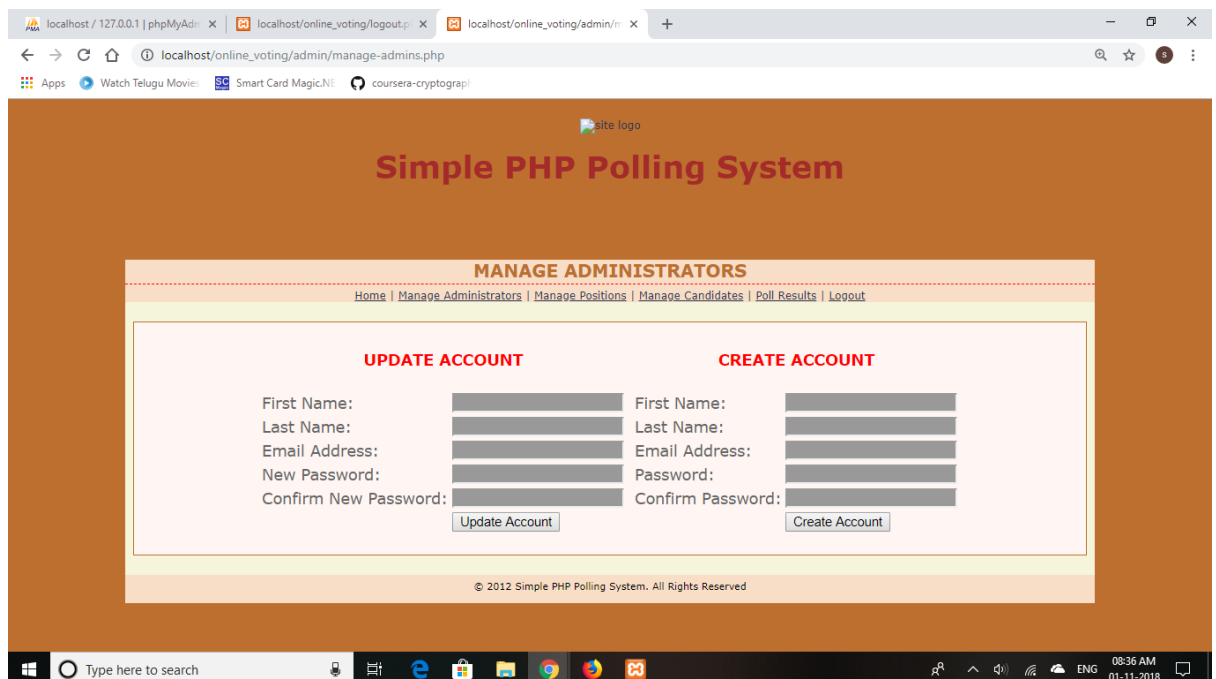 localhost / 127.0.0.1 | phpMyAdm
localhost/online_voting/logout.p
localhost/online_voting/admin/m
localhost/online_voting/admin/manage-admins.php
Apps
Watch Telugu Movies
Smart Card Magic.NE
coursera-cryptograp
site logo
Simple PHP Polling System
MANAGE ADMINISTRATORS
Home | Manage Administrators | Manage Positions | Manage Candidates | Poll Results | Logout
UPDATE ACCOUNT
First Name:
Last Name:
Email Address:
New Password:
Confirm New Password:
Update Account
CREATE ACCOUNT
First Name:
Last Name:
Email Address:
Password:
Confirm Password:
Create Account
© 2012 Simple PHP Polling System. All Rights Reserved
Type here to search
ENG
08:36 AM
01-11-2018